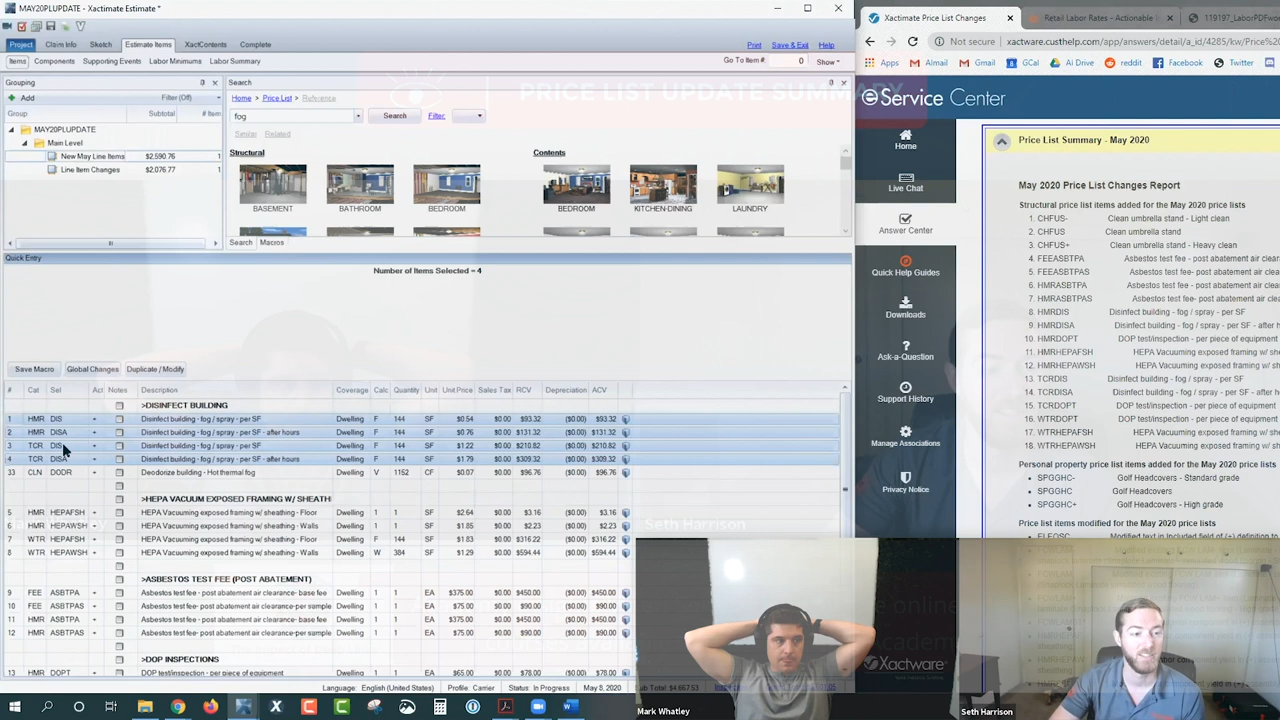 MAY20PLUPDATE - Xactimate Estimate *
Project Claim Info Sketch Estimate Items XactContents Complete
Print Save & Exit Help
Items Components Supporting Events Labor Minimums Labor Summary
Go To Item #: 0 Show
Grouping
Add Filter (Off)
Group Subtotal # Item
MAY20PLUPDATE
Main Level
New May Line Items $2,590.76 1
Line Item Changes $2,076.77 1
Search
Home > Price List > Reference
fog Search Filter
Similar Related
Structural Contents
BASEMENT BATHROOM BEDROOM BEDROOM KITCHEN-DINING LAUNDRY
Search Macros
PRICE LIST UPDATE SUMMARY
Quick Entry
Number of Items Selected = 4
Save Macro Global Changes Duplicate / Modify
# Cat Sel Act Notes Description Coverage Calc Quantity Unit Unit Price Sales Tax RCV Depreciation ACV
>DISINFECT BUILDING
1 HMR DIS + Disinfect building - fog / spray - per SF Dwelling F 144 SF $0.54 $0.00 $93.32 ($0.00) $93.32
2 HMR DISA + Disinfect building - fog / spray - per SF - after hours Dwelling F 144 SF $0.76 $0.00 $131.32 ($0.00) $131.32
3 TCR DIS + Disinfect building - fog / spray - per SF Dwelling F 144 SF $1.22 $0.00 $210.82 ($0.00) $210.82
4 TCR DISA + Disinfect building - fog / spray - per SF - after hours Dwelling F 144 SF $1.79 $0.00 $309.32 ($0.00) $309.32
33 CLN DODR + Deodorize building - Hot thermal fog Dwelling V 1152 CF $0.07 $0.00 $96.76 ($0.00) $96.76
>HEPA VACUUM EXPOSED FRAMING W/ SHEATH
5 HMR HEPAFSH + HEPA Vacuuming exposed framing w/ sheathing - Floor Dwelling 1 1 SF $2.64 $0.00 $3.16 ($0.00) $3.16
6 HMR HEPAWSH + HEPA Vacuuming exposed framing w/ sheathing - Walls Dwelling 1 1 SF $1.85 $0.00 $2.23 ($0.00) $2.23
7 WTR HEPAFSH + HEPA Vacuuming exposed framing w/ sheathing - Floor Dwelling F 144 SF $1.83 $0.00 $316.22 ($0.00) $316.22
8 WTR HEPAWSH + HEPA Vacuuming exposed framing w/ sheathing - Walls Dwelling W 384 SF $1.29 $0.00 $594.44 ($0.00) $594.44
>ASBESTOS TEST FEE (POST ABATEMENT)
9 FEE ASBTPA + Asbestos test fee - post abatement air clearance- base fee Dwelling 1 1 EA $375.00 $0.00 $450.00 ($0.00) $450.00
10 FEE ASBTPAS + Asbestos test fee - post abatement air clearance-per sample Dwelling 1 1 EA $75.00 $0.00 $90.00 ($0.00) $90.00
11 HMR ASBTPA + Asbestos test fee - post abatement air clearance- base fee Dwelling 1 1 EA $375.00 $0.00 $450.00 ($0.00) $450.00
12 HMR ASBTPAS + Asbestos test fee - post abatement air clearance-per sample Dwelling 1 1 EA $75.00 $0.00 $90.00 ($0.00) $90.00
>DOP INSPECTIONS
13 HMR DOPT + DOP test/inspection - per piece of equipment Dwelling 1 1 EA $65.00 $0.00 $78.00 ($0.00) $78.00
Language: English (United States) Profile: Carrier Status: In Progress May 8, 2020 Sub Total: $4,667.53
Xactimate Price List Changes Retail Labor Rates - Actionable 119197_LaborPDFwo
Not secure xactware.custhelp.com/app/answers/detail/a_id/4285/kw/Price%
Apps AImail Gmail GCal Ai Drive reddit Facebook Twitter
eService Center
Home
Live Chat
Answer Center
Quick Help Guides
Downloads
Ask-a-Question
Support History
Manage Associations
Privacy Notice
Price List Summary - May 2020
May 2020 Price List Changes Report
Structural price list items added for the May 2020 price lists
1. CHFUS- Clean umbrella stand - Light clean
2. CHFUS Clean umbrella stand
3. CHFUS+ Clean umbrella stand - Heavy clean
4. FEEASBTPA Asbestos test fee - post abatement air clear
5. FEEASBTPAS Asbestos test fee- post abatement air clear
6. HMRASBTPA Asbestos test fee - post abatement air clear
7. HMRASBTPAS Asbestos test fee - post abatement air clear
8. HMRDIS Disinfect building - fog / spray - per SF
9. HMRDISA Disinfect building - fog / spray - per SF
10. HMRDOPT DOP test/inspection - per piece of equipment
11. HMRHEPAFSH HEPA Vacuuming exposed framing
12. HMRHEPAWSH HEPA Vacuuming exposed framing
13. TCRDIS Disinfect building - fog / spray - per SF
14. TCRDISA Disinfect building - fog / spray - per SF
15. TCRDOPT DOP test/inspection - per piece of equipment
16. WTRDOPT DOP test/inspection - per piece of equipment
17. WTRHEPAFSH HEPA Vacuuming exposed framing
18. WTRHEPAWSH HEPA Vacuuming exposed framing
Personal property price list items added for the May 2020 price lists
SPGGHC- Golf Headcovers - Standard grade
SPGGHC Golf Headcovers
SPGGHC+ Golf Headcovers - High grade
Price list items modified for the May 2020 price lists
Seth Harrison
Xactware
Mark Whatley
Seth Harrison